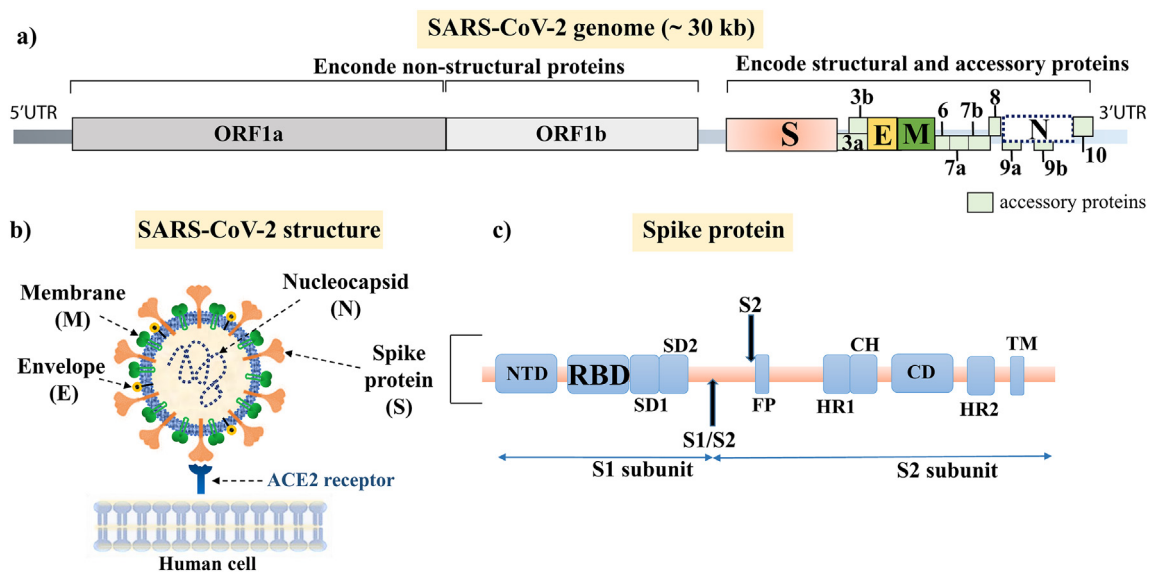 SARS-CoV-2 genome (~ 30 kb)
a)
Enconde non-structural proteins
Encode structural and accessory proteins
5'UTR
ORF1a
ORF1b
S
3b
3a
E
M
6
7b
7a
8
N
9a
9b
10
3'UTR
accessory proteins
b)
SARS-CoV-2 structure
Membrane
(M)
Nucleocapsid
(N)
Envelope
(E)
Spike
protein
(S)
ACE2 receptor
Human cell
c)
Spike protein
S2
NTD
RBD
SD1
SD2
S1/S2
FP
HR1
CH
CD
HR2
TM
S1 subunit
S2 subunit